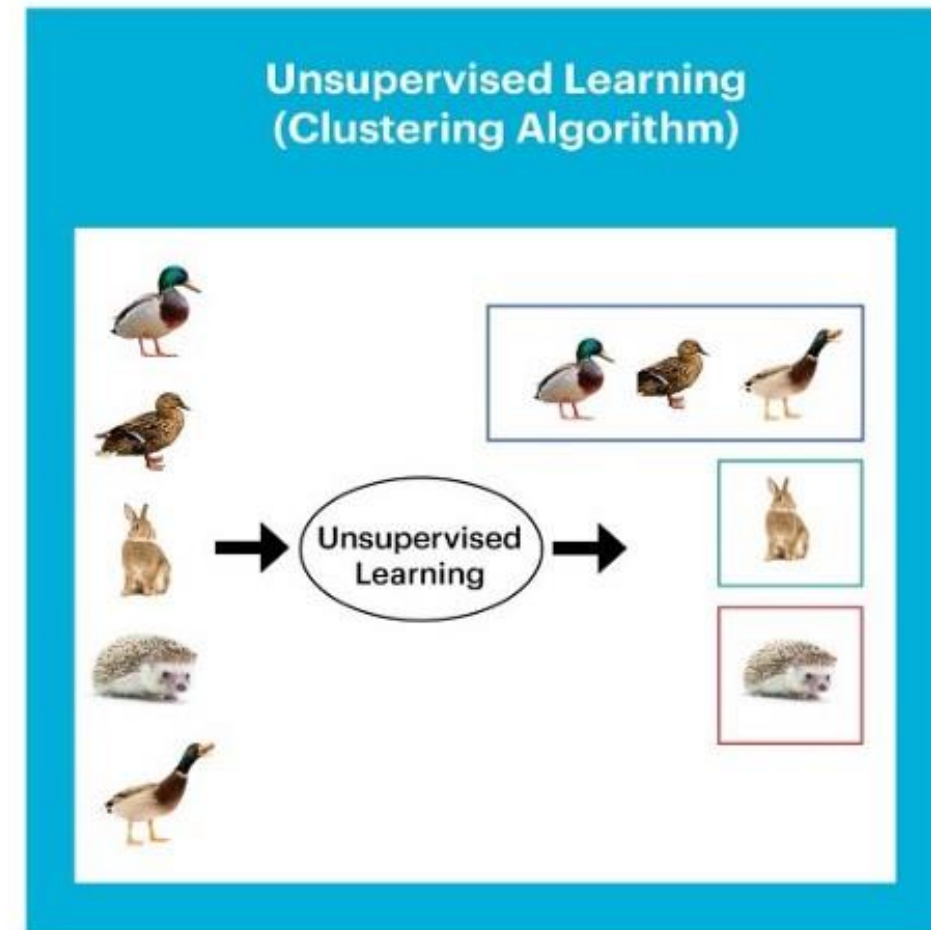 Unsupervised Learning
(Clustering Algorithm)
Unsupervised
Learning